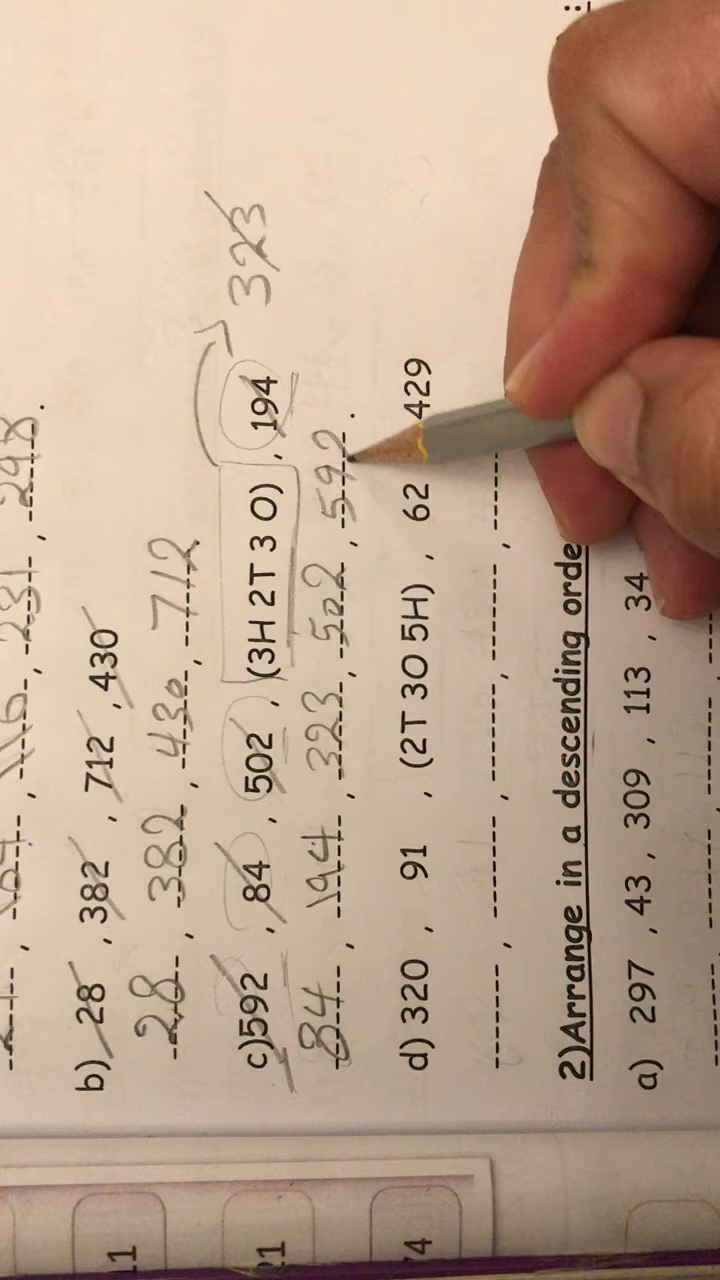 231 , 298 .
b) 28 , 382 , 712 , 430
28 , 382 , 430 , 712
c)592 , 84 , 502 , (3H 2T 3 O) , 194 323
84 , 194 , 323 , 502 , 592 .
d) 320 , 91 , (2T 3O 5H) , 62 429
2)Arrange in a descending orde :
a) 297 , 43 , 309 , 113 , 34